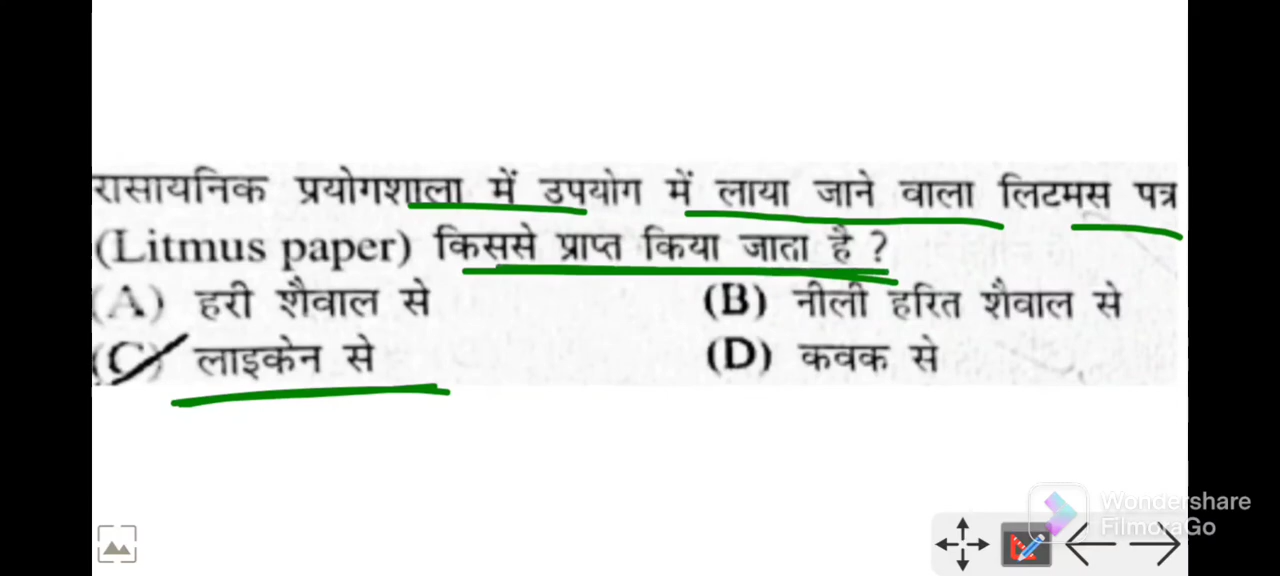 रासायनिक प्रयोगशाला में उपयोग में लाया जाने वाला लिटमस पत्र
(Litmus paper) किससे प्राप्त किया जाता है ?
(A) हरी शैवाल से (B) नीली हरित शैवाल से
(C) लाइकेन से (D) कवक से
Wondershare
FilmoraGo